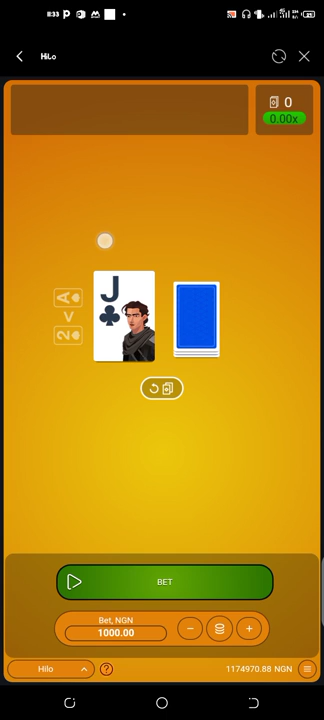 8:33
HiLo
0
0.00x
J
2 < A
BET
Bet, NGN
1000.00
Hilo
?
1174970.88 NGN